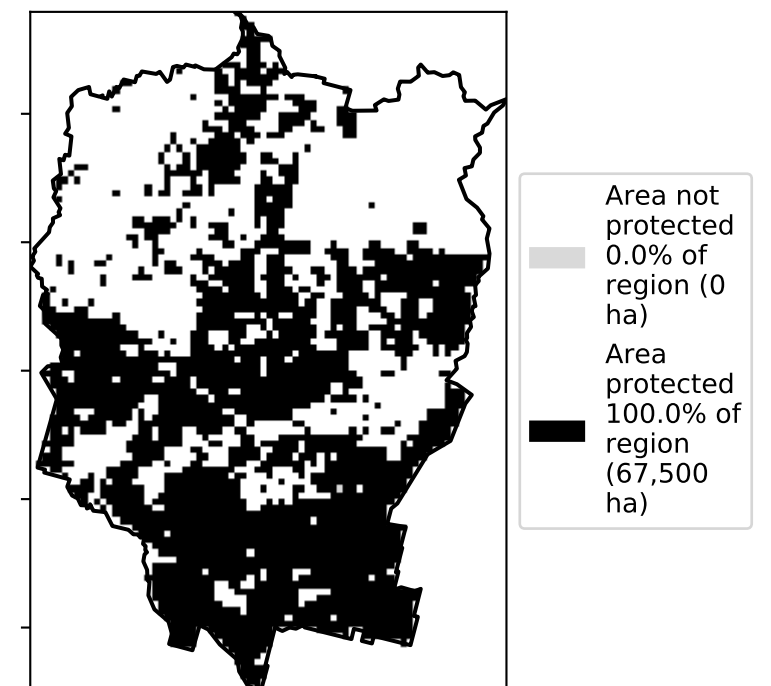 Area not
protected
0.0% of
region (0
ha)
Area
protected
100.0% of
region
(67,500
ha)